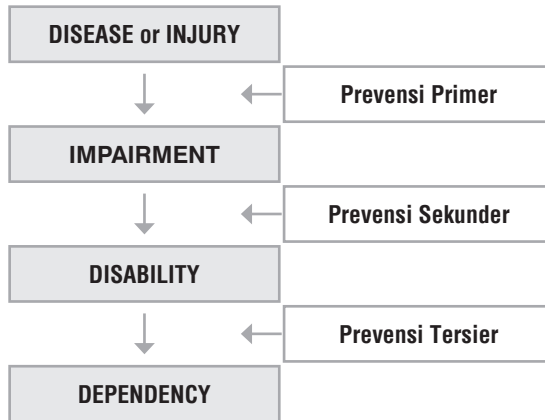 DISEASE or INJURY
Prevensi Primer
IMPAIRMENT
Prevensi Sekunder
DISABILITY
Prevensi Tersier
DEPENDENCY